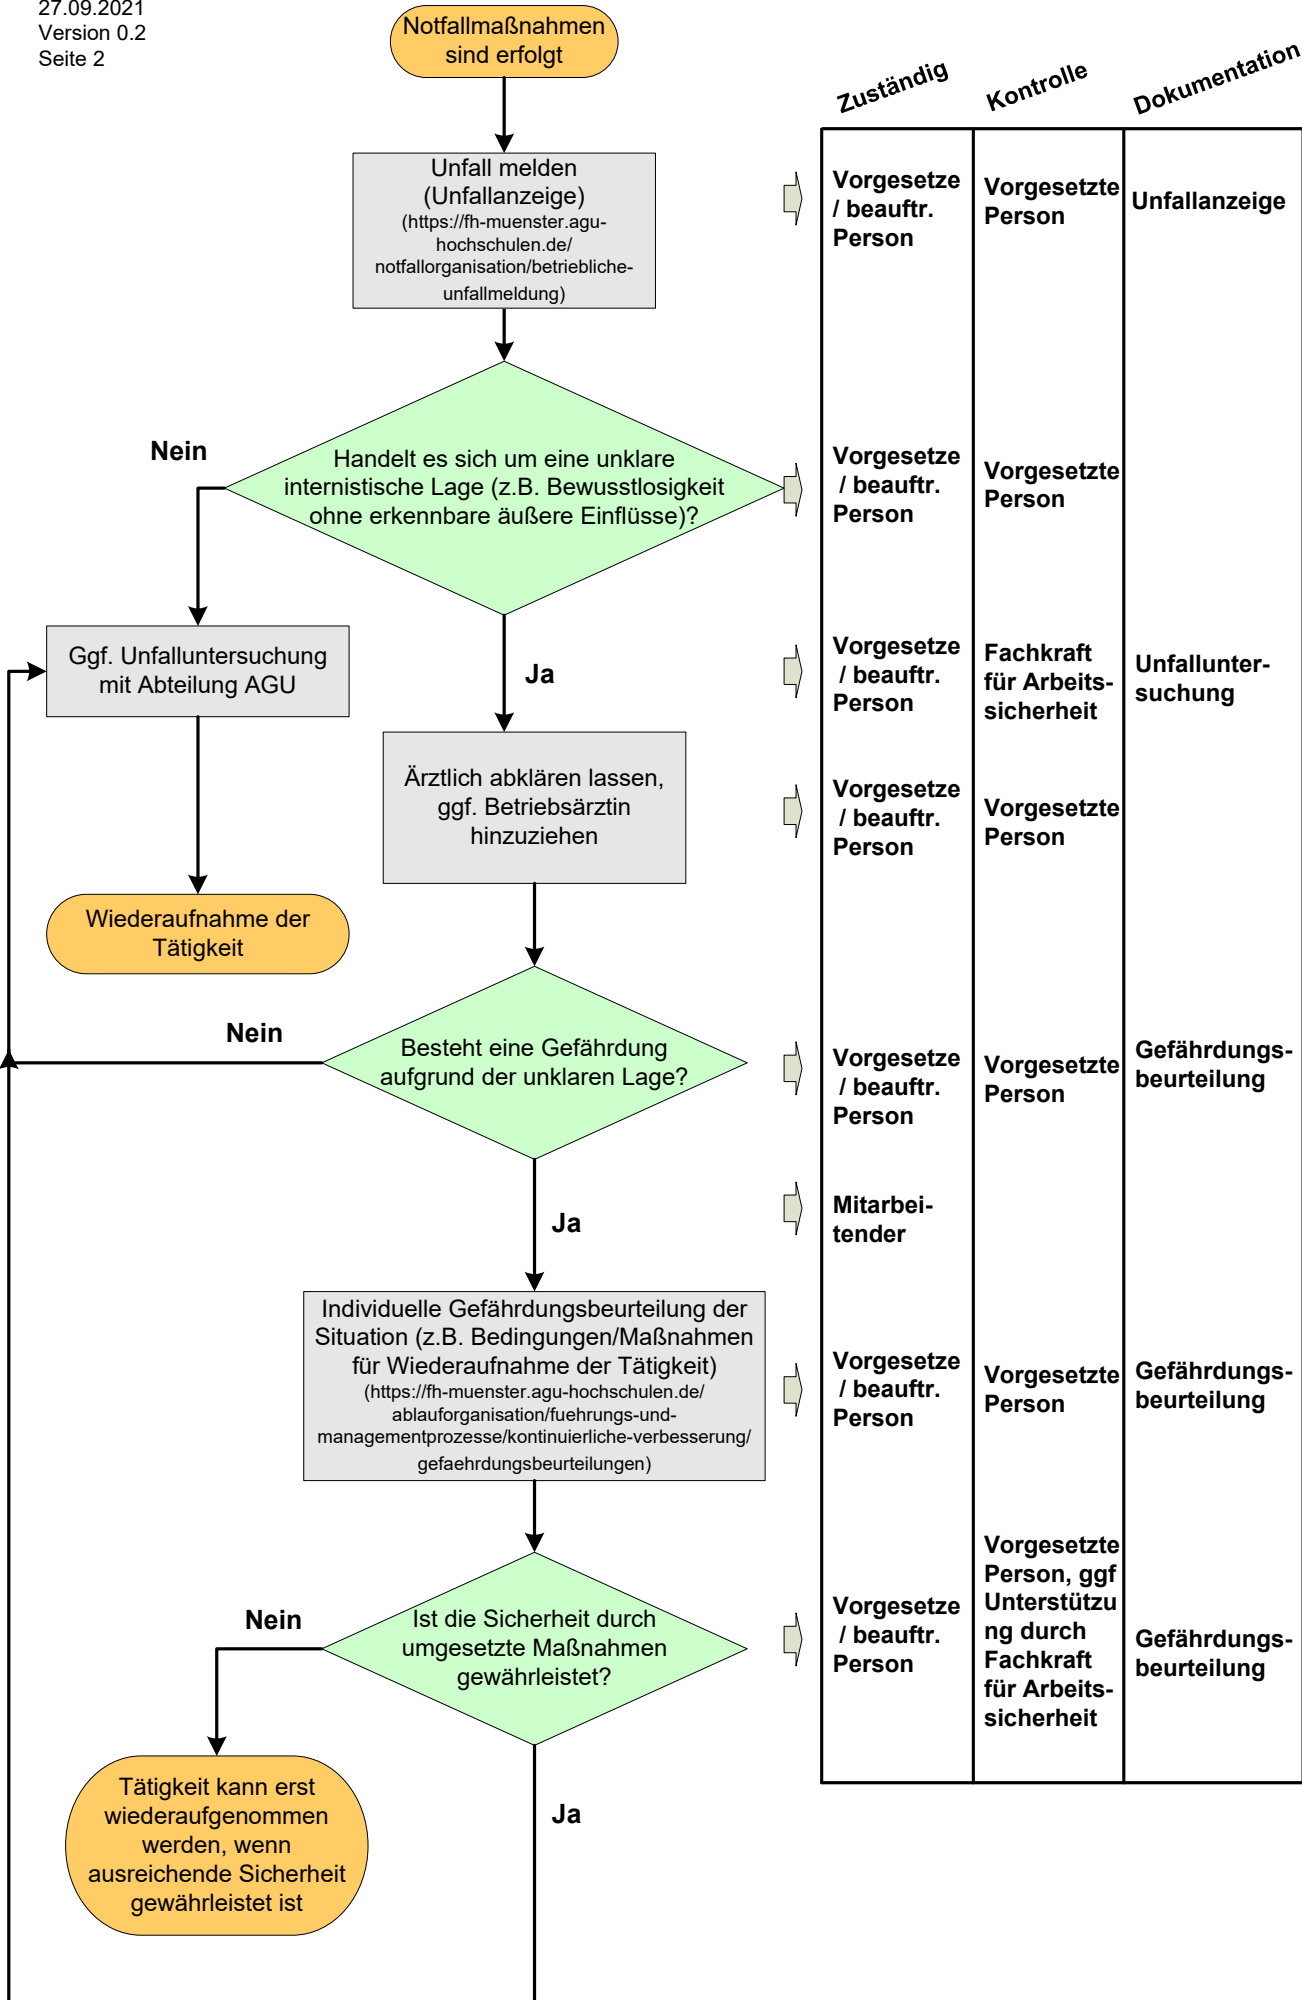 27.09.2021
Version 0.2
Seite 2
Notfallmaßnahmen
sind erfolgt
Zuständig
Kontrolle
Dokumentation
Unfall melden
(Unfallanzeige)
(https://fh-muenster.agu-
hochschulen.de/
notfallorganisation/betriebliche-
unfallmeldung)
Vorgesetze
/ beauftr.
Person
Vorgesetzte
Person
Unfallanzeige
Nein
Handelt es sich um eine unklare
internistische Lage (z.B. Bewusstlosigkeit
ohne erkennbare äußere Einflüsse)?
Vorgesetze
/ beauftr.
Person
Vorgesetzte
Person
Ggf. Unfalluntersuchung
mit Abteilung AGU
Ja
Vorgesetze
/ beauftr.
Person
Fachkraft
für Arbeits-
sicherheit
Unfallunter-
suchung
Ärztlich abklären lassen,
ggf. Betriebsärztin
hinzuziehen
Vorgesetze
/ beauftr.
Person
Vorgesetzte
Person
Wiederaufnahme der
Tätigkeit
Nein
Besteht eine Gefährdung
aufgrund der unklaren Lage?
Vorgesetze
/ beauftr.
Person
Vorgesetzte
Person
Gefährdungs-
beurteilung
Ja
Mitarbei-
tender
Individuelle Gefährdungsbeurteilung der
Situation (z.B. Bedingungen/Maßnahmen
für Wiederaufnahme der Tätigkeit)
(https://fh-muenster.agu-hochschulen.de/
ablauforganisation/fuehrungs-und-
managementprozesse/kontinuierliche-verbesserung/
gefaehrdungsbeurteilungen)
Vorgesetze
/ beauftr.
Person
Vorgesetzte
Person
Gefährdungs-
beurteilung
Nein
Ist die Sicherheit durch
umgesetzte Maßnahmen
gewährleistet?
Vorgesetze
/ beauftr.
Person
Vorgesetzte
Person, ggf
Unterstützu
ng durch
Fachkraft
für Arbeits-
sicherheit
Gefährdungs-
beurteilung
Tätigkeit kann erst
wiederaufgenommen
werden, wenn
ausreichende Sicherheit
gewährleistet ist
Ja